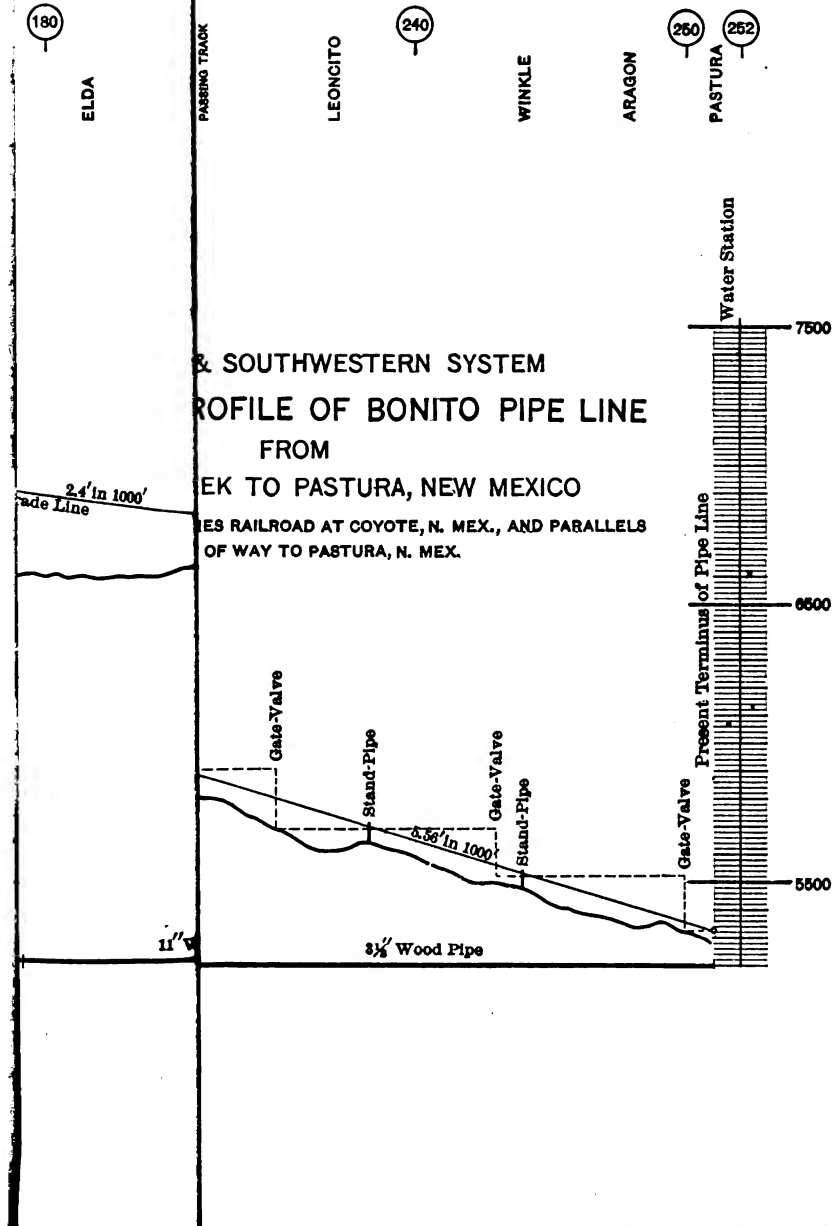 180
240
250
252
ELDA
PASSING TRACK
LEONCITO
WINKLE
ARAGON
PASTURA
Water Station
7500
& SOUTHWESTERN SYSTEM
ROFILE OF BONITO PIPE LINE
FROM
EK TO PASTURA, NEW MEXICO
IES RAILROAD AT COYOTE, N. MEX., AND PARALLELS
OF WAY TO PASTURA, N. MEX.
2.4' in 1000'
ade Line
Present Terminus of Pipe Line
6500
Gate-Valve
Stand-Pipe
Gate-Valve
Stand-Pipe
Gate-Valve
5.56' in 1000'
5500
11" W
3½" Wood Pipe